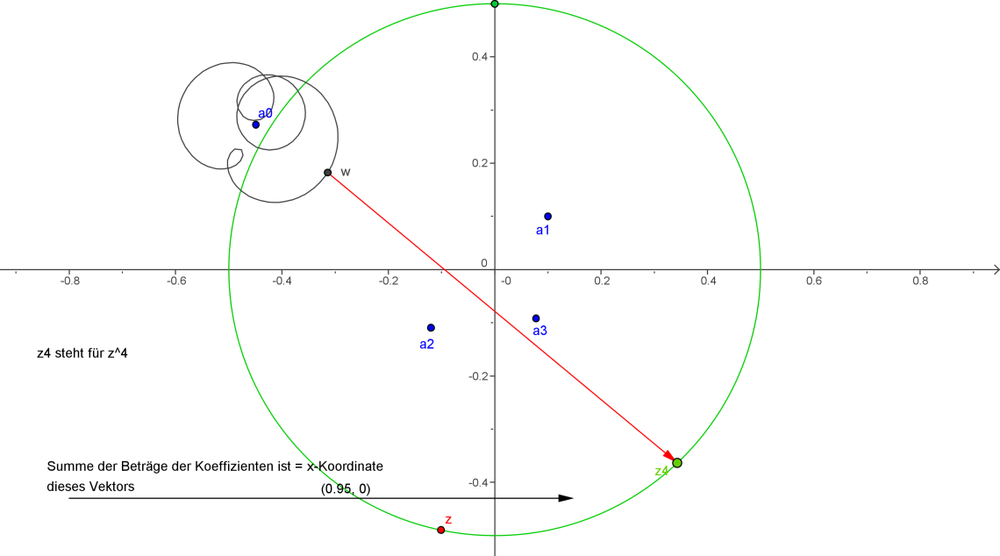 0.4
a0
0.2
w
a1
0
-0.8
-0.6
-0.4
-0.2
-0
0.2
0.4
0.6
0.8
a3
a2
z4 steht für z^4
-0.2
Summe der Beträge der Koeffizienten ist = x-Koordinate
z4
dieses Vektors
(0.95, 0)
-0.4
z